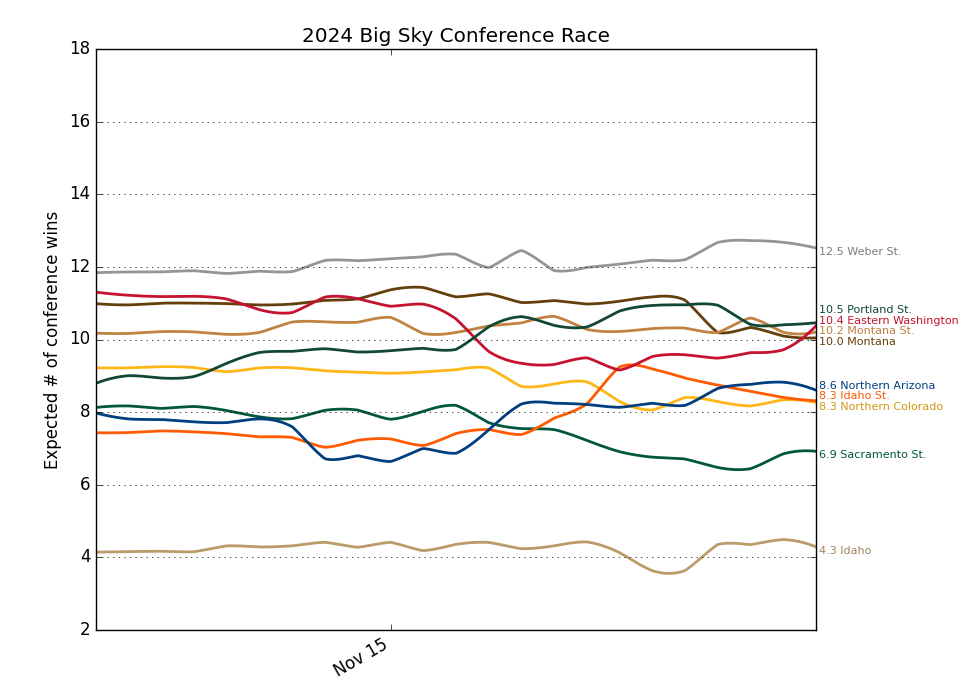 2024 Big Sky Conference Race
Expected # of conference wins
18
16
14
12
10
8
6
4
2
Nov 15
12.5 Weber St.
10.5 Portland St.
10.4 Eastern Washington
10.2 Montana St.
10.0 Montana
8.6 Northern Arizona
8.3 Idaho St.
8.3 Northern Colorado
6.9 Sacramento St.
4.3 Idaho